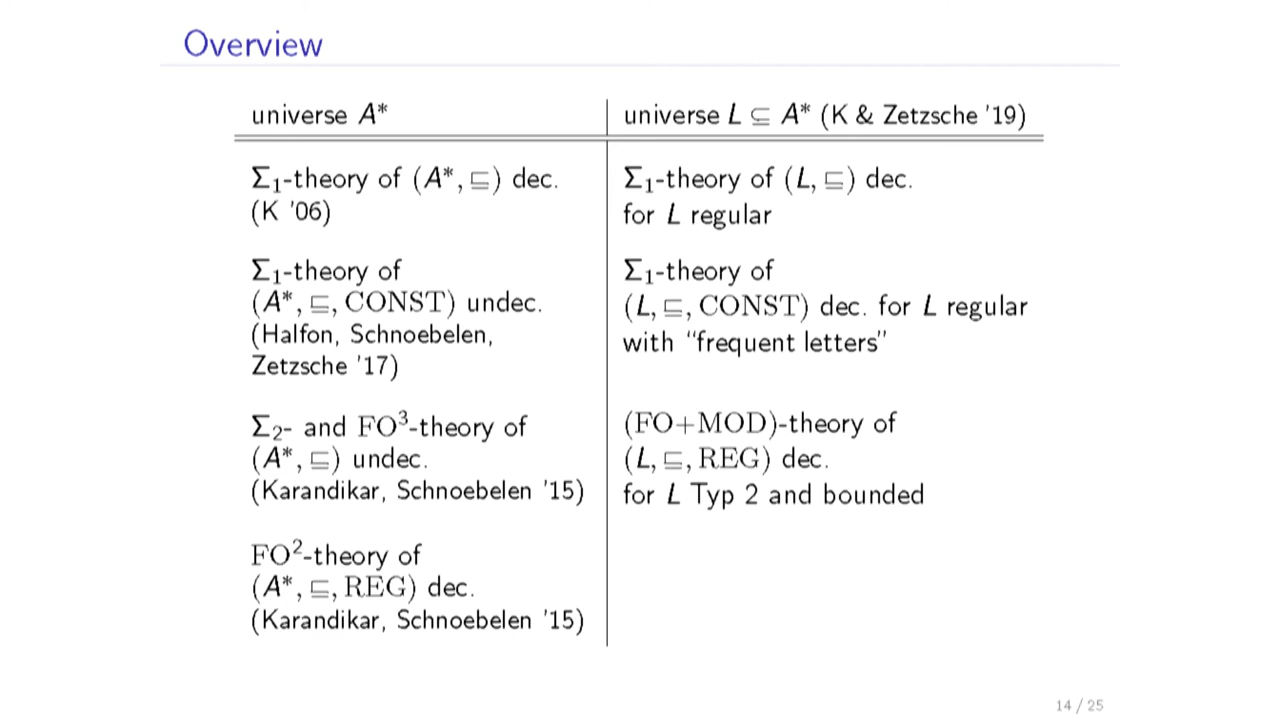 Overview
universe A*
universe L ⊆ A* (K & Zetzsche '19)
Σ₁-theory of (A*, ⊑) dec.
(K '06)
Σ₁-theory of (L, ⊑) dec.
for L regular
Σ₁-theory of
(A*, ⊑, CONST) undec.
(Halfon, Schnoebelen,
Zetzsche '17)
Σ₁-theory of
(L, ⊑, CONST) dec. for L regular
with “frequent letters”
Σ₂- and FO³-theory of
(A*, ⊑) undec.
(Karandikar, Schnoebelen '15)
(FO+MOD)-theory of
(L, ⊑, REG) dec.
for L Typ 2 and bounded
FO²-theory of
(A*, ⊑, REG) dec.
(Karandikar, Schnoebelen '15)
14 / 25